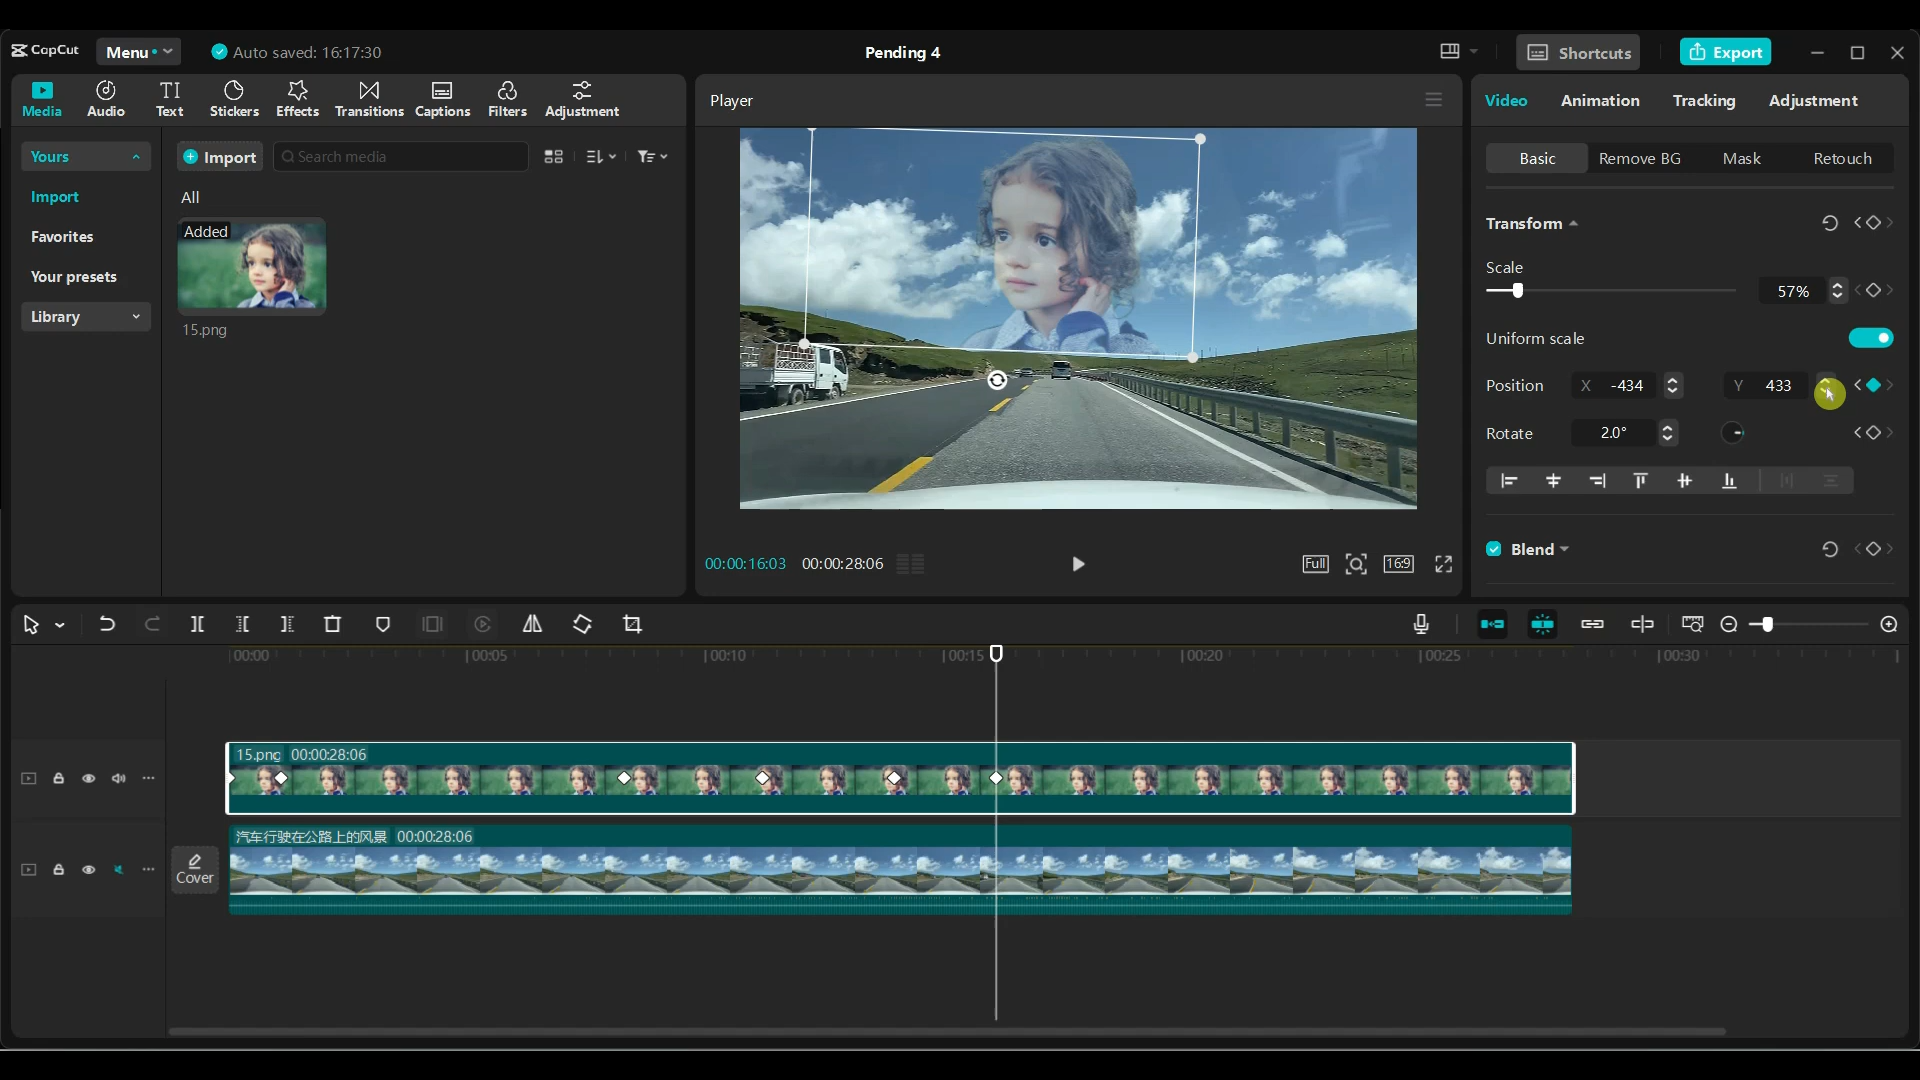 CapCut
Menu
Auto saved: 16:17:30
Pending 4
Shortcuts
Export
Media
Audio
Text
Stickers
Effects
Transitions
Captions
Filters
Adjustment
Yours
Import
Favorites
Your presets
Library
Import
Search media
All
Added
15.png
Player
00:00:16:03
00:00:28:06
Full
16:9
Video
Animation
Tracking
Adjustment
Basic
Remove BG
Mask
Retouch
Transform
Scale
57%
Uniform scale
Position
X -434
Y 433
Rotate
2.0°
Blend
00:00
00:05
00:10
00:15
00:20
00:25
00:30
15.png 00:00:28:06
Cover
汽车行驶在公路上的风景 00:00:28:06